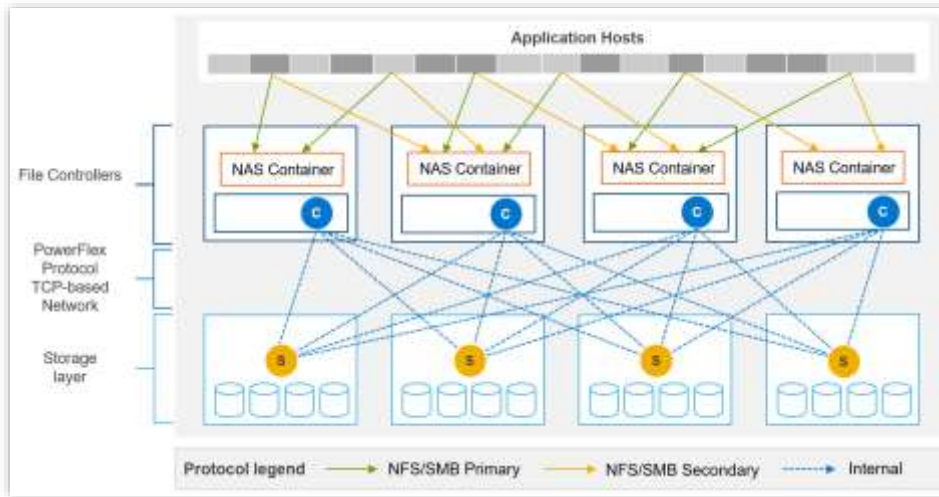 Application Hosts
File Controllers
NAS Container
NAS Container
NAS Container
NAS Container
C
C
C
C
PowerFlex
Protocol
TCP-based
Network
Storage
layer
S
S
S
S
Protocol legend
NFS/SMB Primary
NFS/SMB Secondary
Internal